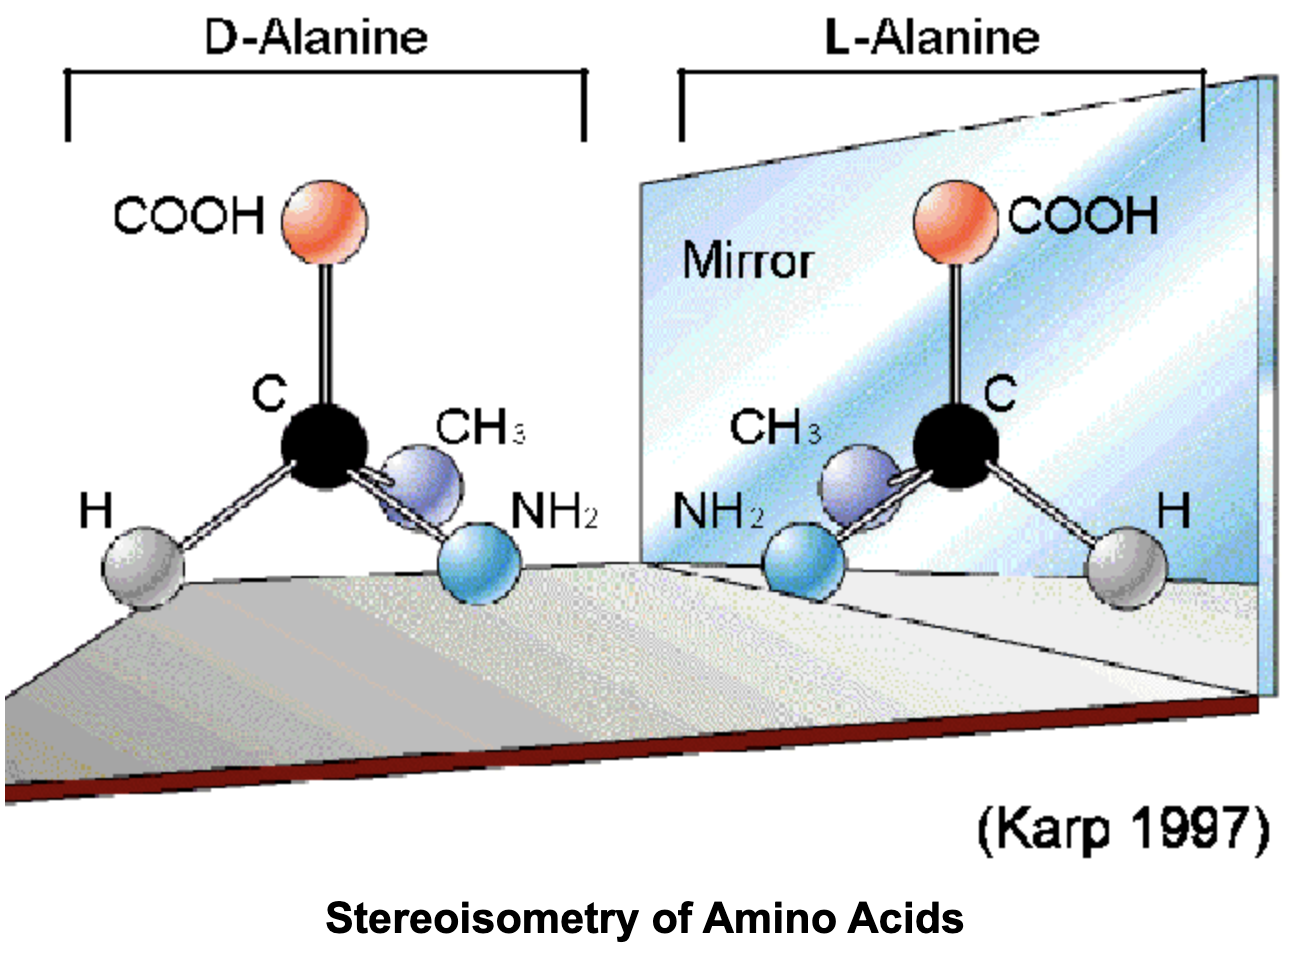 D-Alanine
L-Alanine
COOH
COOH
Mirror
C
C
CH₃
CH₃
H
NH₂
NH₂
H
(Karp 1997)
Stereoisometry of Amino Acids